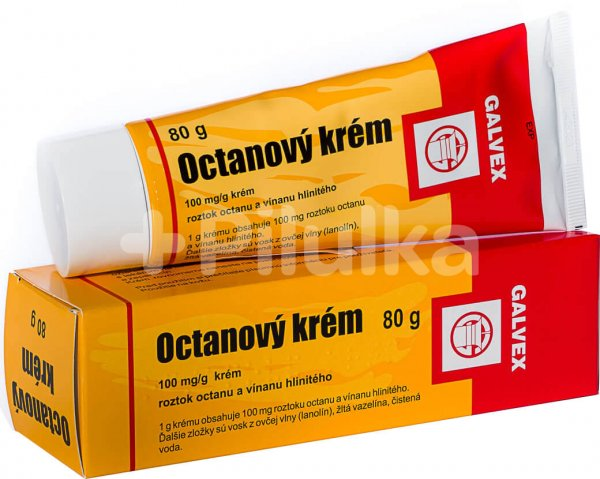 80 g
Octanový krém
100 mg/g krém
roztok octanu a vínanu hlinitého
1 g krému obsahuje 100 mg roztoku octanu
a vínanu hlinitého.
Ďalšie zložky sú vosk z ovčej vlny (lanolín),
voda.
GALVEX
EXP
Pilulka
Octanový krém 80 g
100 mg/g krém
roztok octanu a vínanu hlinitého
1 g krému obsahuje 100 mg roztoku octanu a vínanu hlinitého.
Ďalšie zložky sú vosk z ovčej vlny (lanolín), žltá vazelína, čistená
voda.
GALVEX
80 g
Octanový
krém